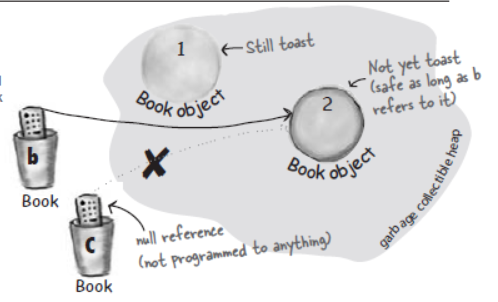 1
Still toast
Book object
Not yet toast
(safe as long as b
refers to it)
2
Book object
b
Book
c
Book
null reference
(not programmed to anything)
garbage collectible heap